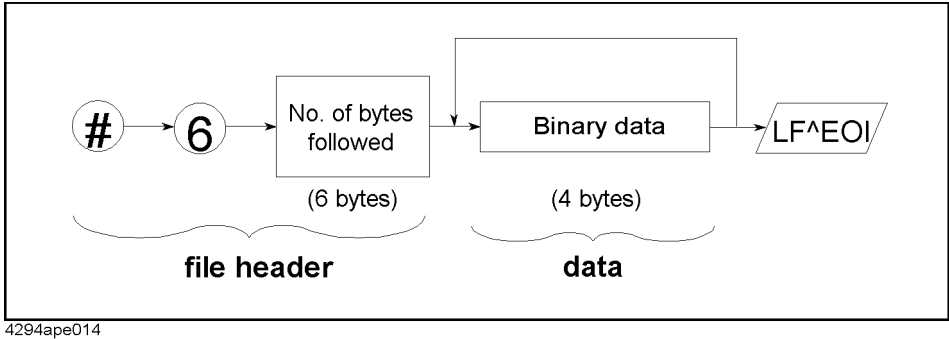 #
6
No. of bytes
followed
Binary data
LF^EOI
(6 bytes)
(4 bytes)
file header
data
4294ape014